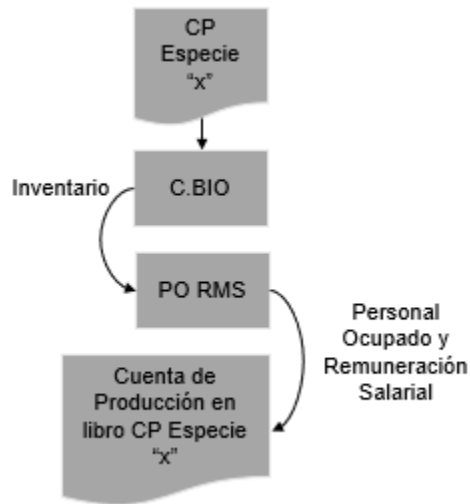 CP
Especie
“x”
Inventario
C.BIO
PO RMS
Personal
Ocupado y
Remuneración
Salarial
Cuenta de
Producción en
libro CP Especie
“x”